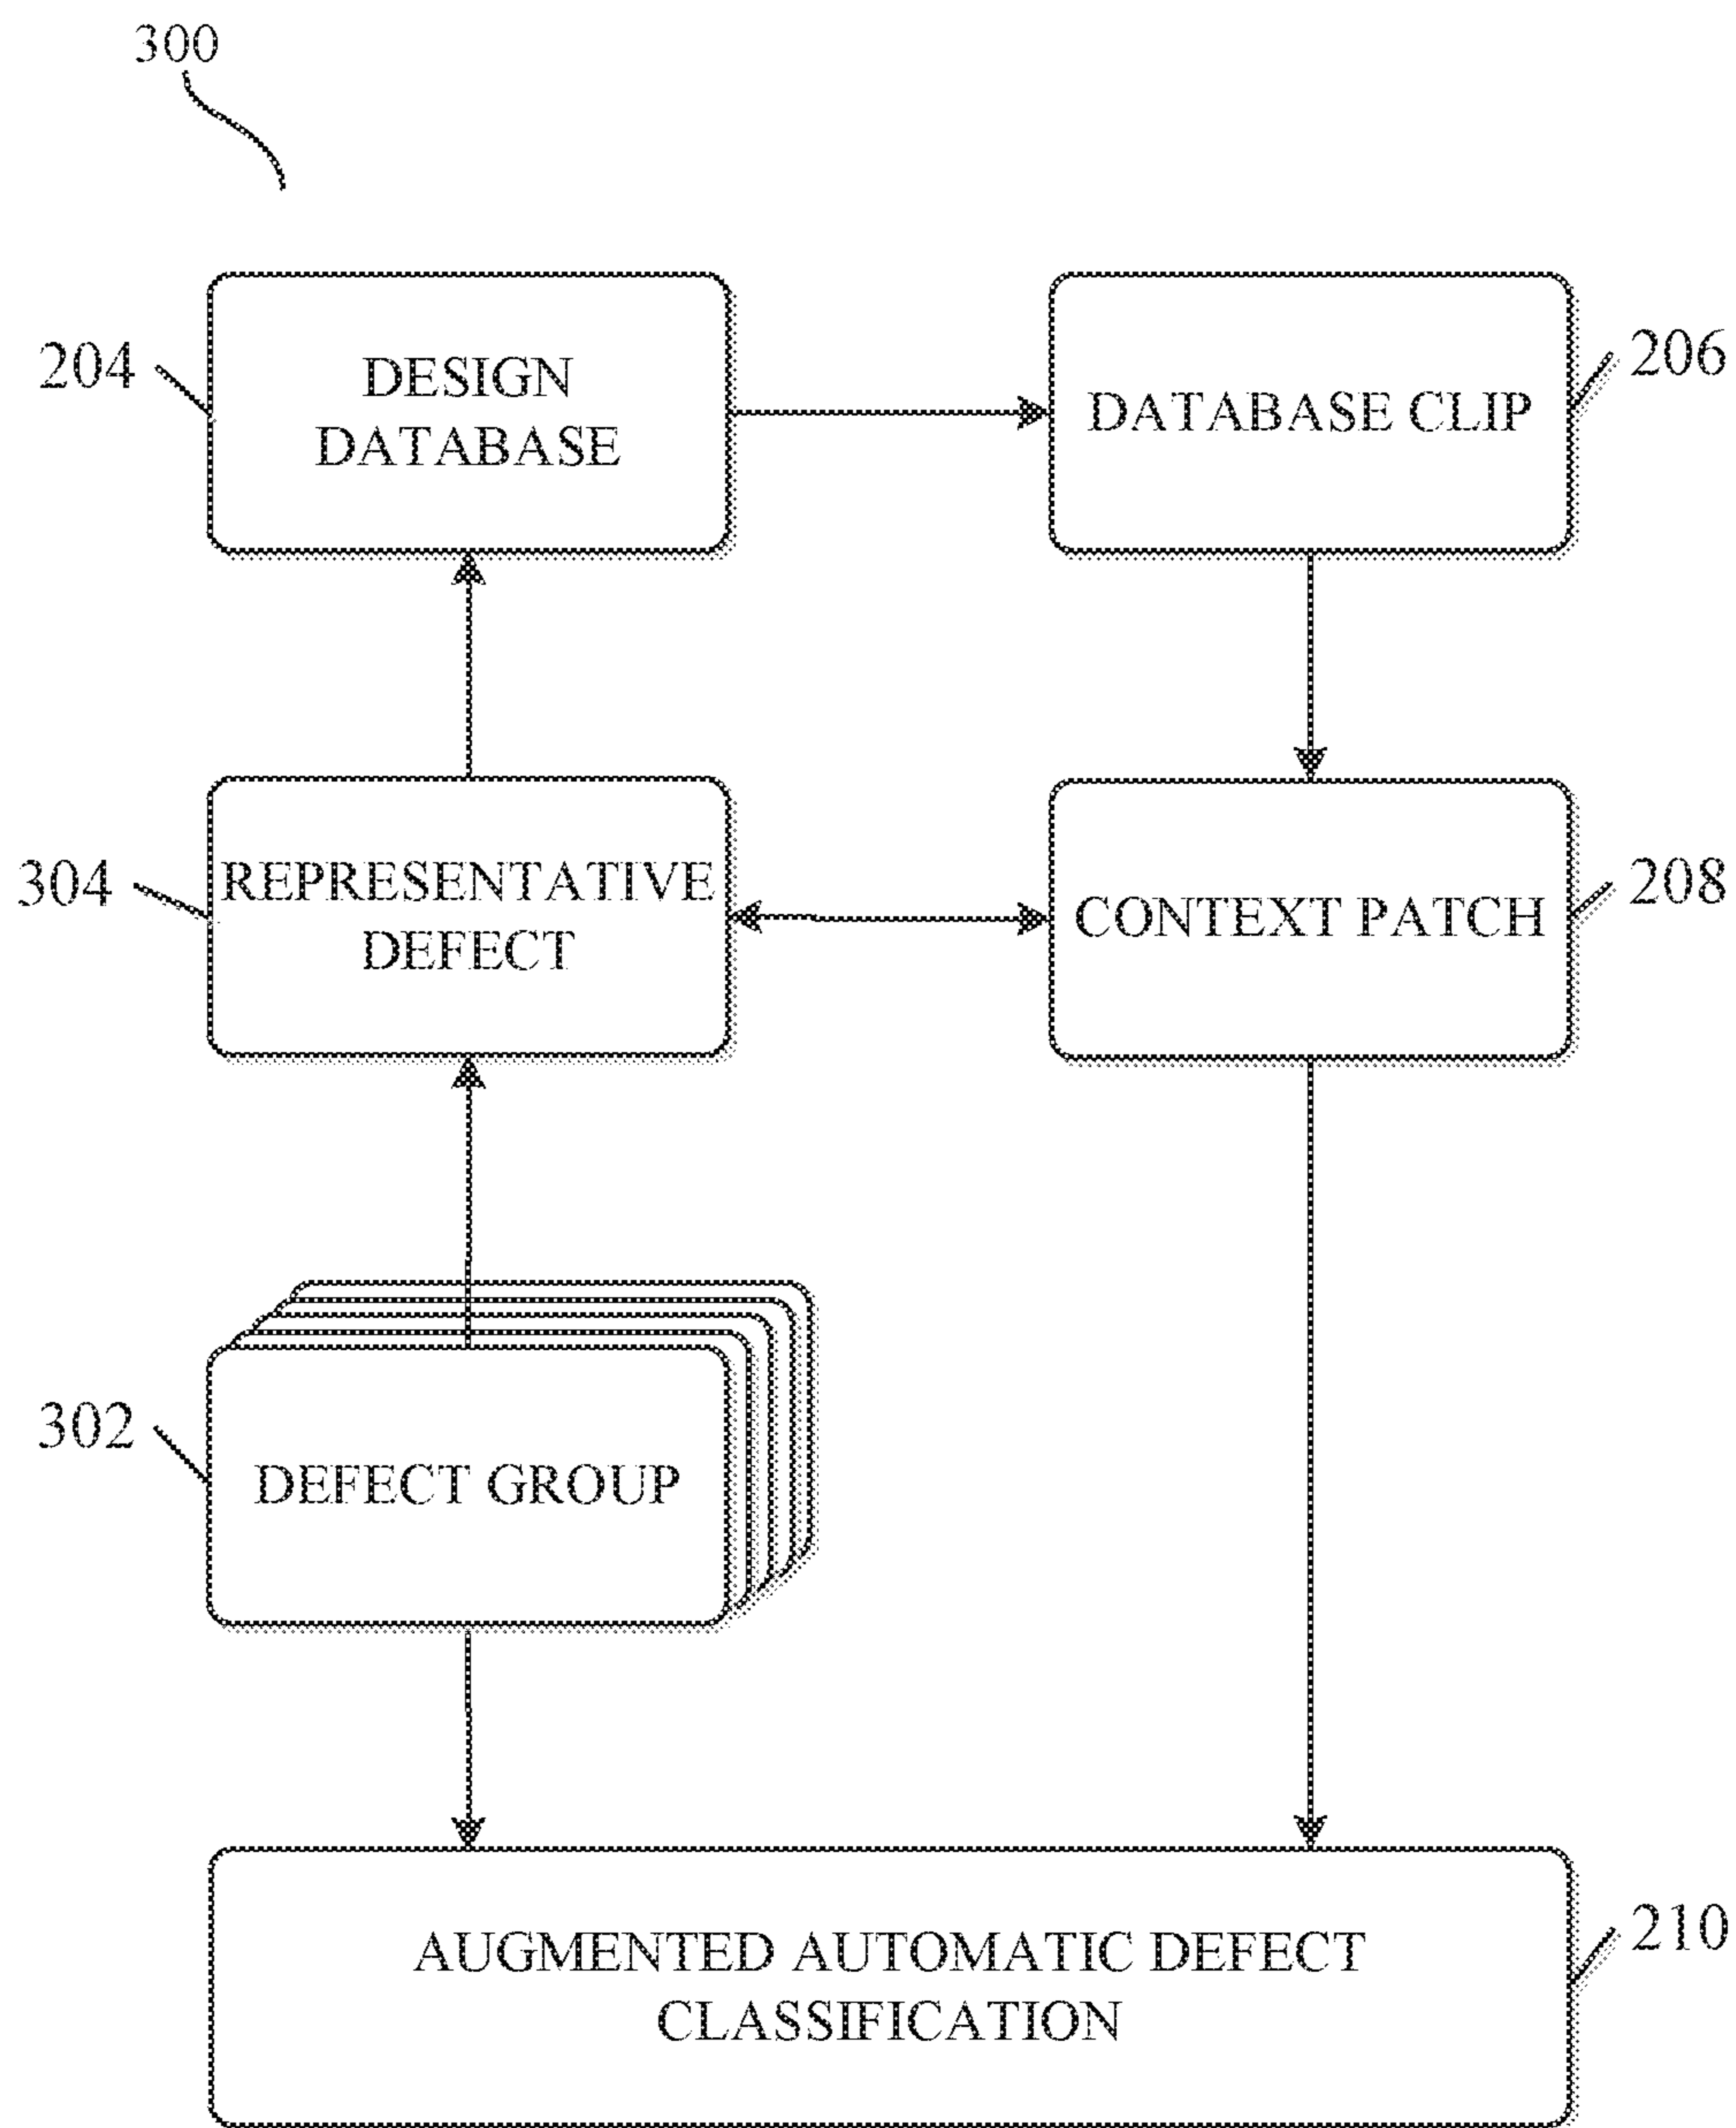 300
204
DESIGN
DATABASE
DATABASE CLIP
206
304
REPRESENTATIVE
DEFECT
CONTEXT PATCH
208
302
DEFECT GROUP
AUGMENTED AUTOMATIC DEFECT
CLASSIFICATION
210